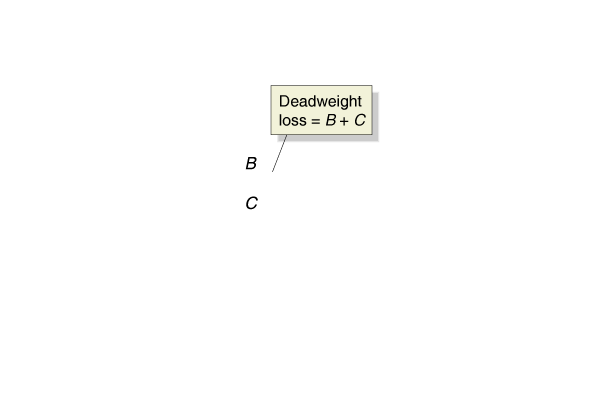 Deadweight
loss = B + C
B
C